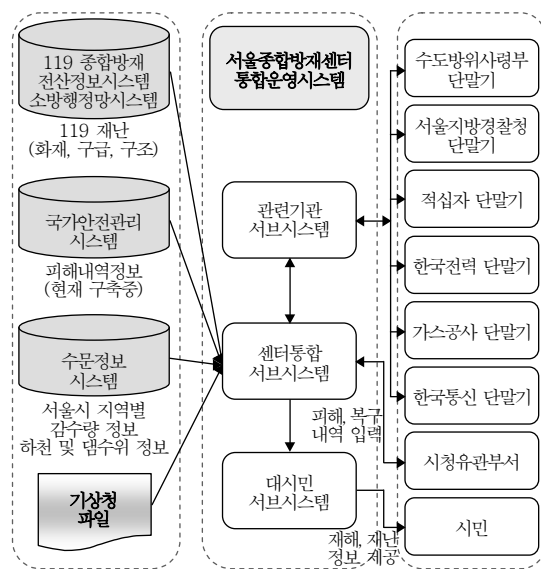 119 종합방재
전산정보시스템
소방행정망시스템
119 재난
(화재, 구급, 구조)
국가안전관리
시스템
피해내역정보
(현재 구축중)
수문정보
시스템
서울시 지역별
감수량 정보
하천 및 댐수위 정보
기상청
파일
서울종합방재센터
통합운영시스템
관련기관
서브시스템
센터통합
서브시스템
피해, 복구
내역 입력
대시민
서브시스템
재해, 재난
정보 제공
수도방위사령부
단말기
서울지방경찰청
단말기
적십자 단말기
한국전력 단말기
가스공사 단말기
한국통신 단말기
시청유관부서
시민